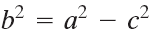 b² = a² − c²